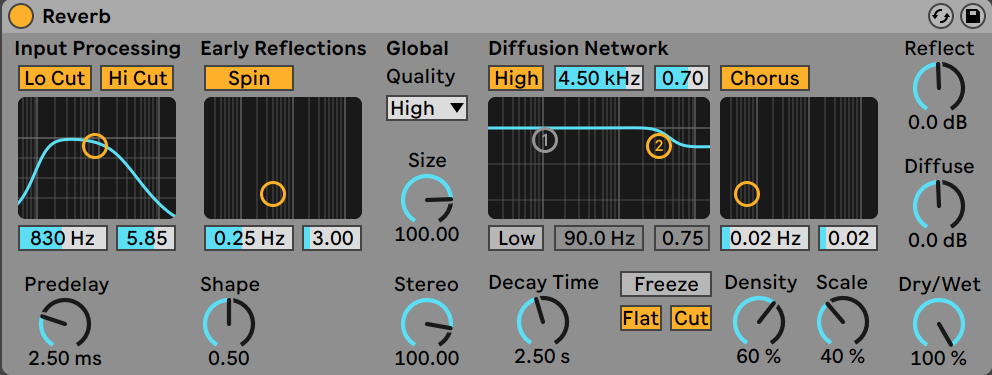 Reverb
Input Processing
Lo Cut
Hi Cut
830 Hz
5.85
Predelay
2.50 ms
Early Reflections
Spin
0.25 Hz
3.00
Shape
0.50
Global
Quality
High
Size
100.00
Stereo
100.00
Diffusion Network
High
4.50 kHz
0.70
Chorus
1
2
Low
90.0 Hz
0.75
0.02 Hz
0.02
Decay Time
2.50 s
Freeze
Flat
Cut
Density
60 %
Scale
40 %
Reflect
0.0 dB
Diffuse
0.0 dB
Dry/Wet
100 %